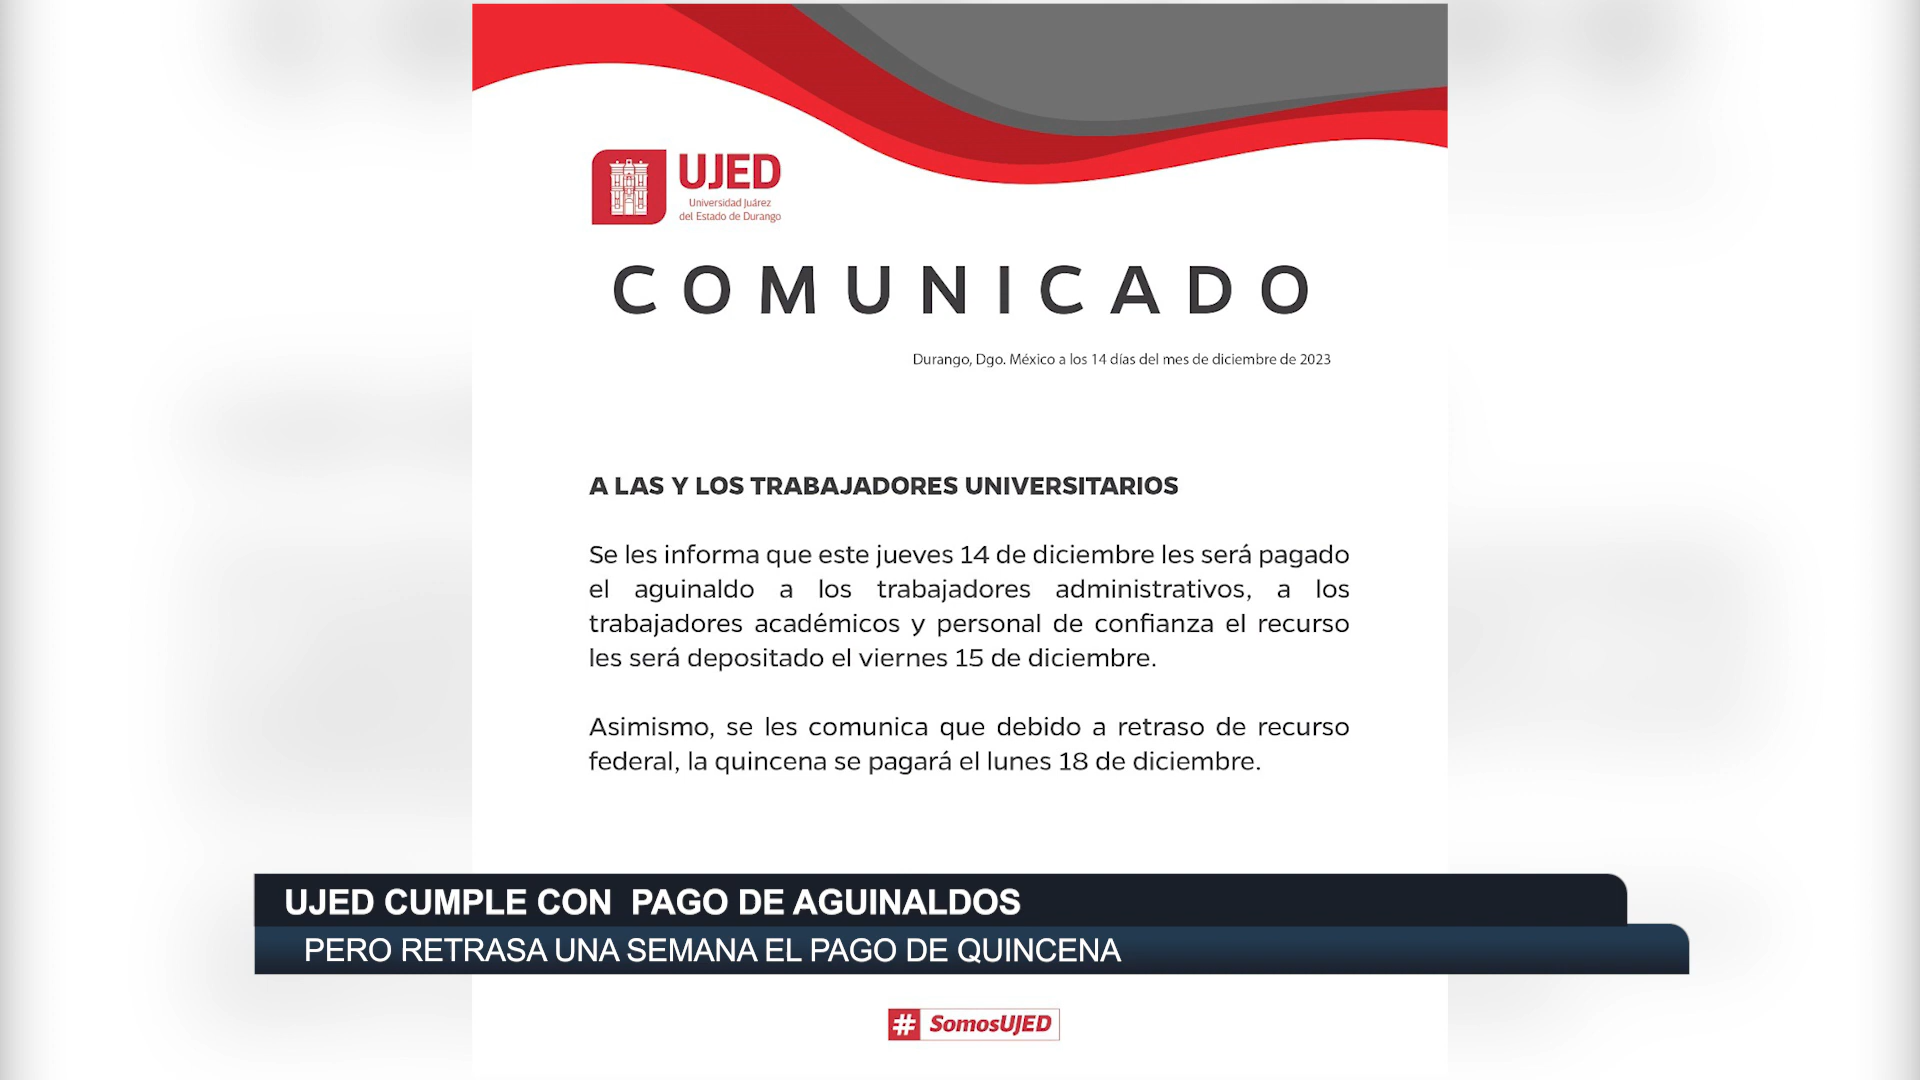 UJED
Universidad Juárez
del Estado de Durango
COMUNICADO
Durango, Dgo. México a los 14 días del mes de diciembre de 2023
A LAS Y LOS TRABAJADORES UNIVERSITARIOS
Se les informa que este jueves 14 de diciembre les será pagado
el aguinaldo a los trabajadores administrativos, a los
trabajadores académicos y personal de confianza el recurso
les será depositado el viernes 15 de diciembre.
Asimismo, se les comunica que debido a retraso de recurso
federal, la quincena se pagará el lunes 18 de diciembre.
UJED CUMPLE CON PAGO DE AGUINALDOS
PERO RETRASA UNA SEMANA EL PAGO DE QUINCENA
# SomosUJED